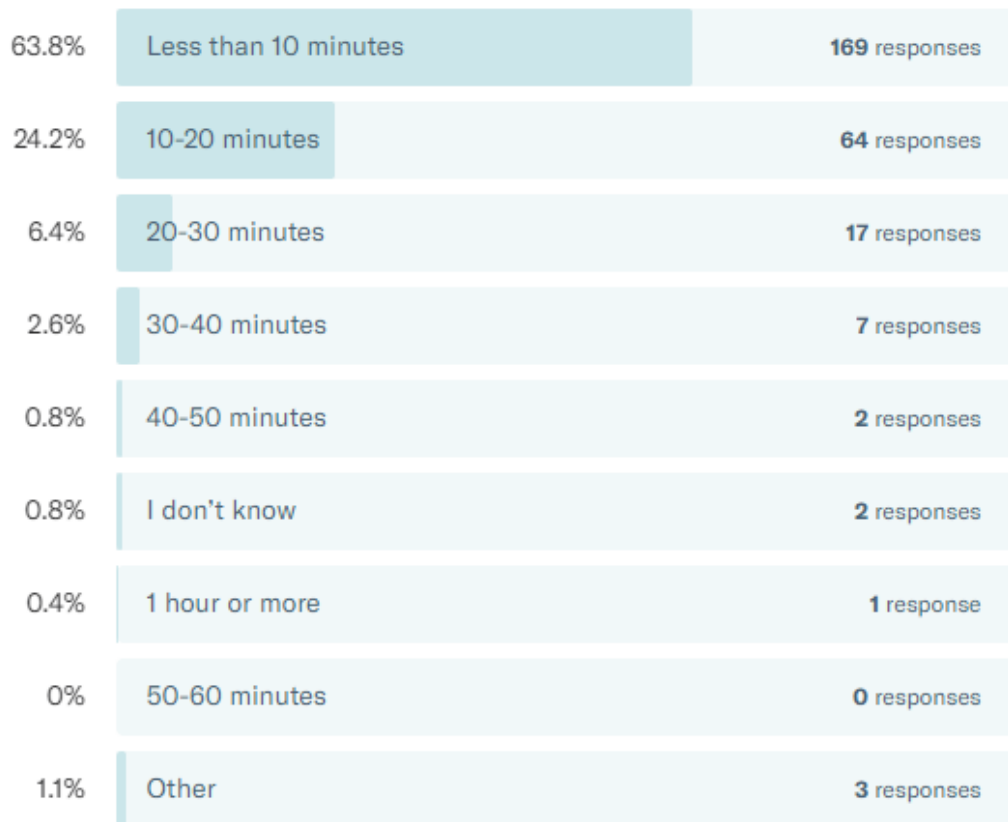 63.8% Less than 10 minutes 169 responses
24.2% 10-20 minutes 64 responses
6.4% 20-30 minutes 17 responses
2.6% 30-40 minutes 7 responses
0.8% 40-50 minutes 2 responses
0.8% I don’t know 2 responses
0.4% 1 hour or more 1 response
0% 50-60 minutes 0 responses
1.1% Other 3 responses